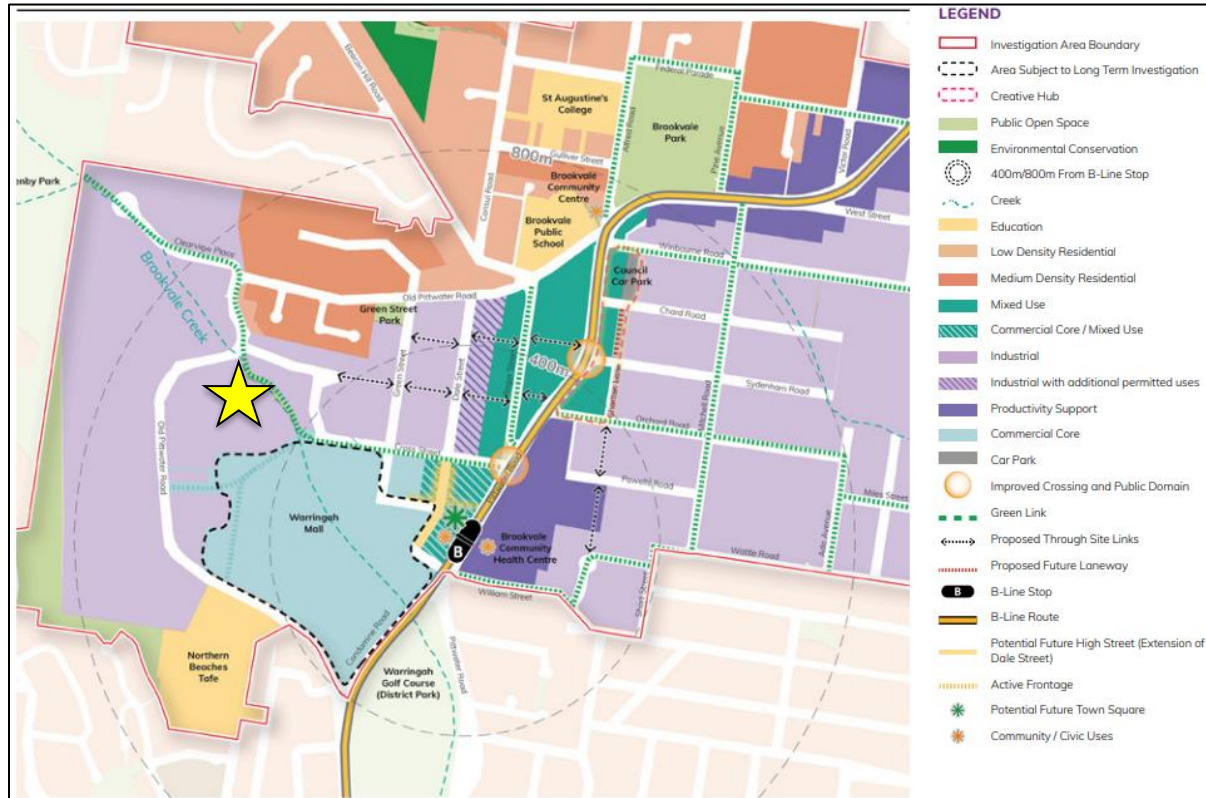 LEGEND
Investigation Area Boundary
Area Subject to Long Term Investigation
Creative Hub
Public Open Space
Environmental Conservation
400m/800m From B-Line Stop
Creek
Education
Low Density Residential
Medium Density Residential
Mixed Use
Commercial Core / Mixed Use
Industrial
Industrial with additional permitted uses
Productivity Support
Commercial Core
Car Park
Improved Crossing and Public Domain
Green Link
Proposed Through Site Links
Proposed Future Laneway
B
B-Line Stop
B-Line Route
Potential Future High Street (Extension of
Dale Street)
Active Frontage
Potential Future Town Square
Community / Civic Uses
Beacon Hill Road
Federal Parade
St Augustine's
College
Alfred Road
Brookvale
Park
Pine Avenue
Victor Road
800m
Gulliver Street
Consul Road
Brookvale
Community
Centre
Brookvale
Public
School
West Street
enby Park
Clearview Place
Brookvale Creek
Winbourne Road
Council
Car Park
Old Pittwater Road
Green Street
Park
Chard Road
Green Street
Dale Street
400m
Sydenham Road
Mitchell Road
Orchard Road
Old Pittwater Road
Cross Street
Pittwater Road
Powells Road
Miles Street
Warringah
Mall
B
Brookvale
Community
Health Centre
Wattle Road
Ada Avenue
William Street
Short Street
Condamine Road
Pittwater Road
Northern
Beaches
Tafe
Warringah
Golf Course
(District Park)